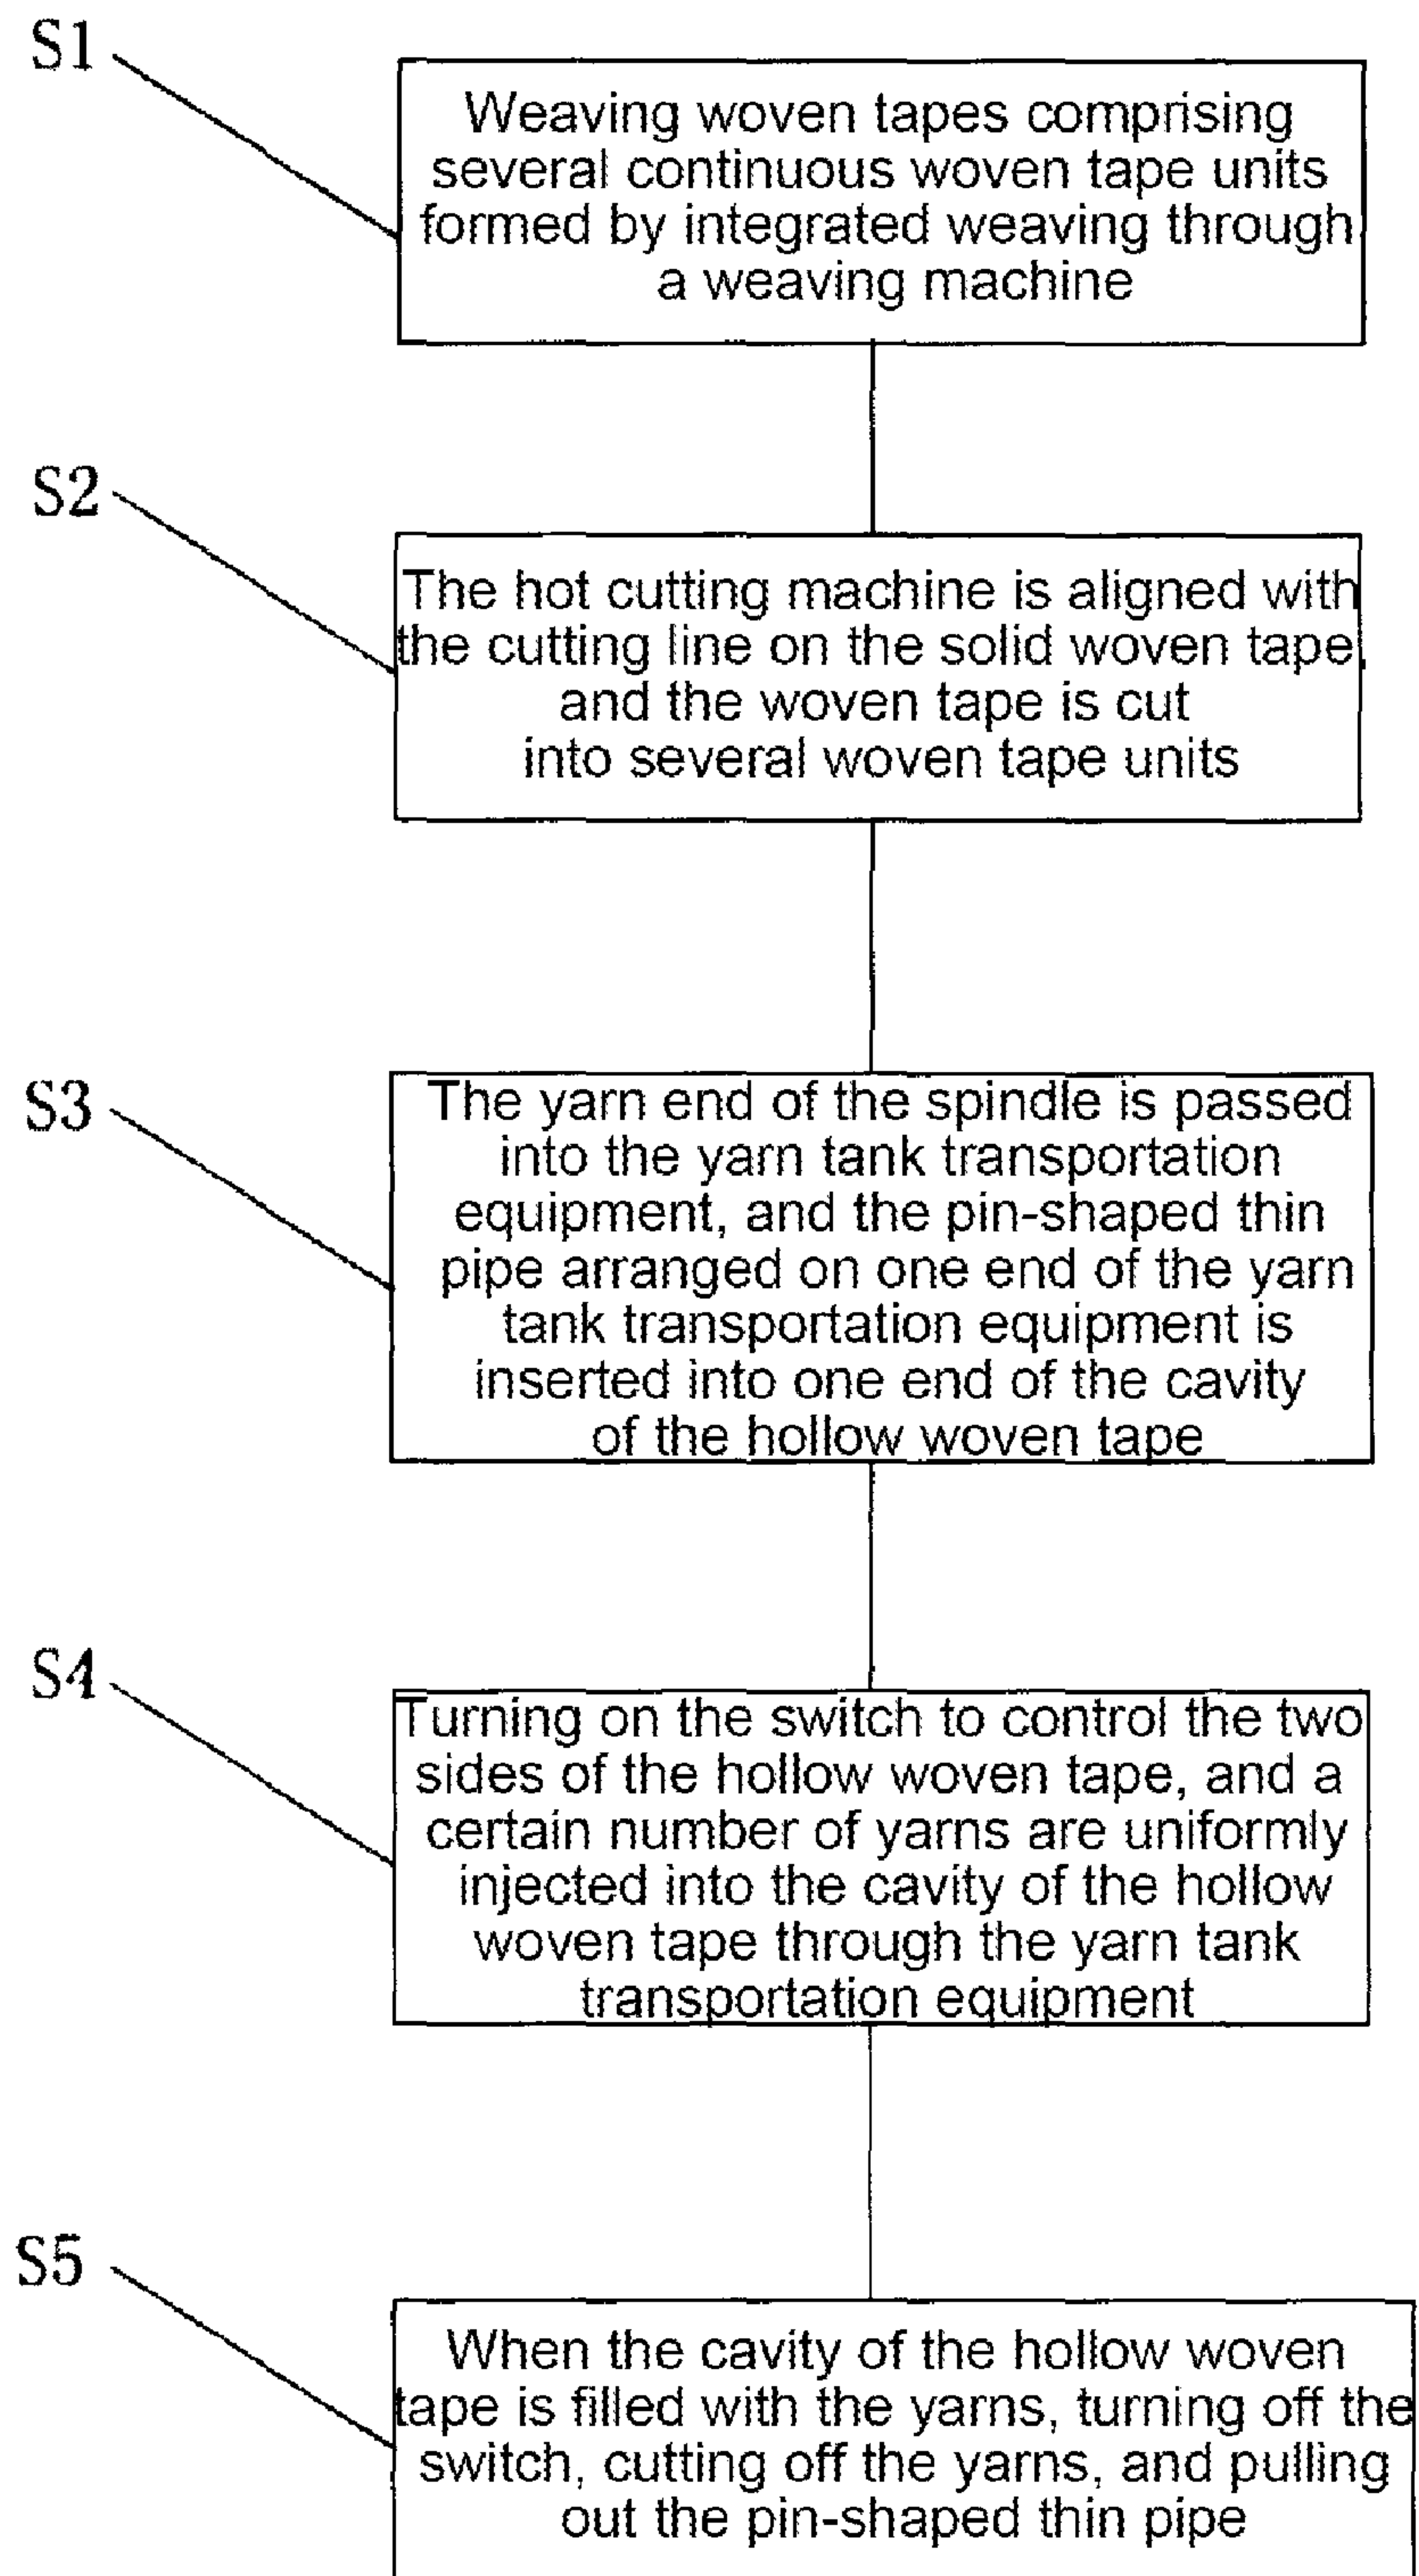 S1
Weaving woven tapes comprising
several continuous woven tape units
formed by integrated weaving through
a weaving machine
S2
The hot cutting machine is aligned with
the cutting line on the solid woven tape
and the woven tape is cut
into several woven tape units
S3
The yarn end of the spindle is passed
into the yarn tank transportation
equipment, and the pin-shaped thin
pipe arranged on one end of the yarn
tank transportation equipment is
inserted into one end of the cavity
of the hollow woven tape
S4
Turning on the switch to control the two
sides of the hollow woven tape, and a
certain number of yarns are uniformly
injected into the cavity of the hollow
woven tape through the yarn tank
transportation equipment
S5
When the cavity of the hollow woven
tape is filled with the yarns, turning off the
switch, cutting off the yarns, and pulling
out the pin-shaped thin pipe